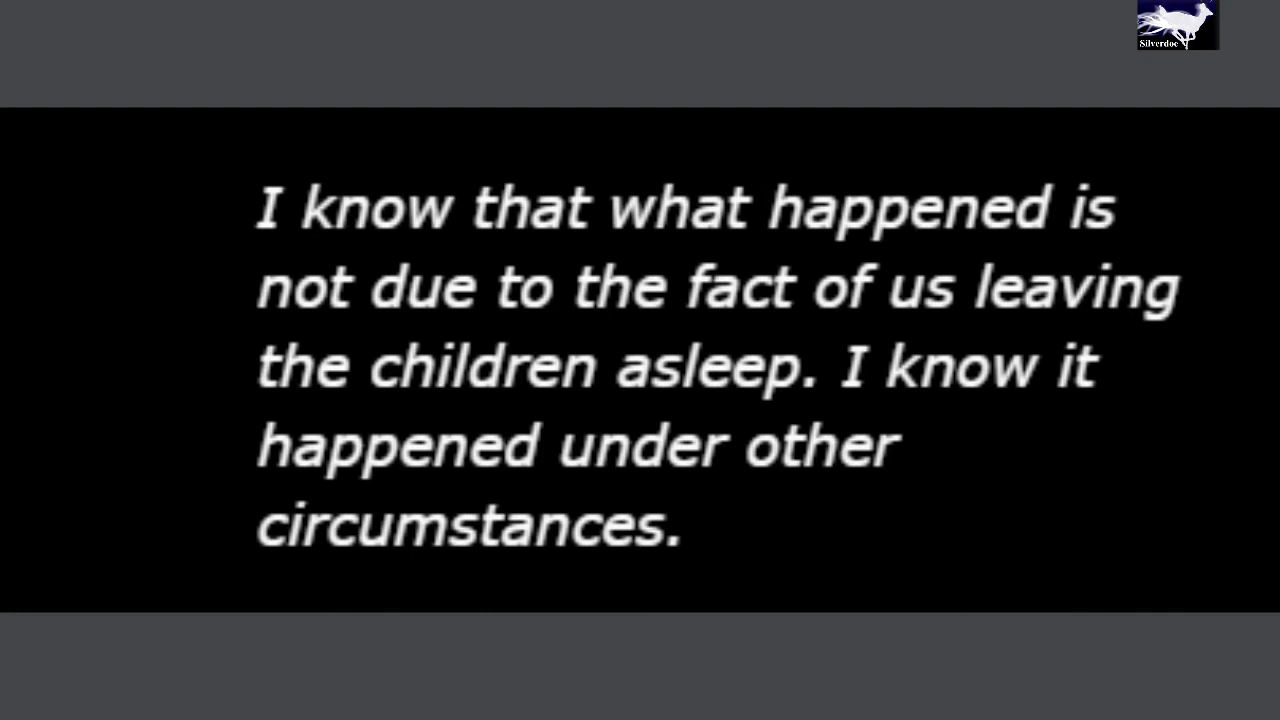 Silverdoe
I know that what happened is
not due to the fact of us leaving
the children asleep. I know it
happened under other
circumstances.